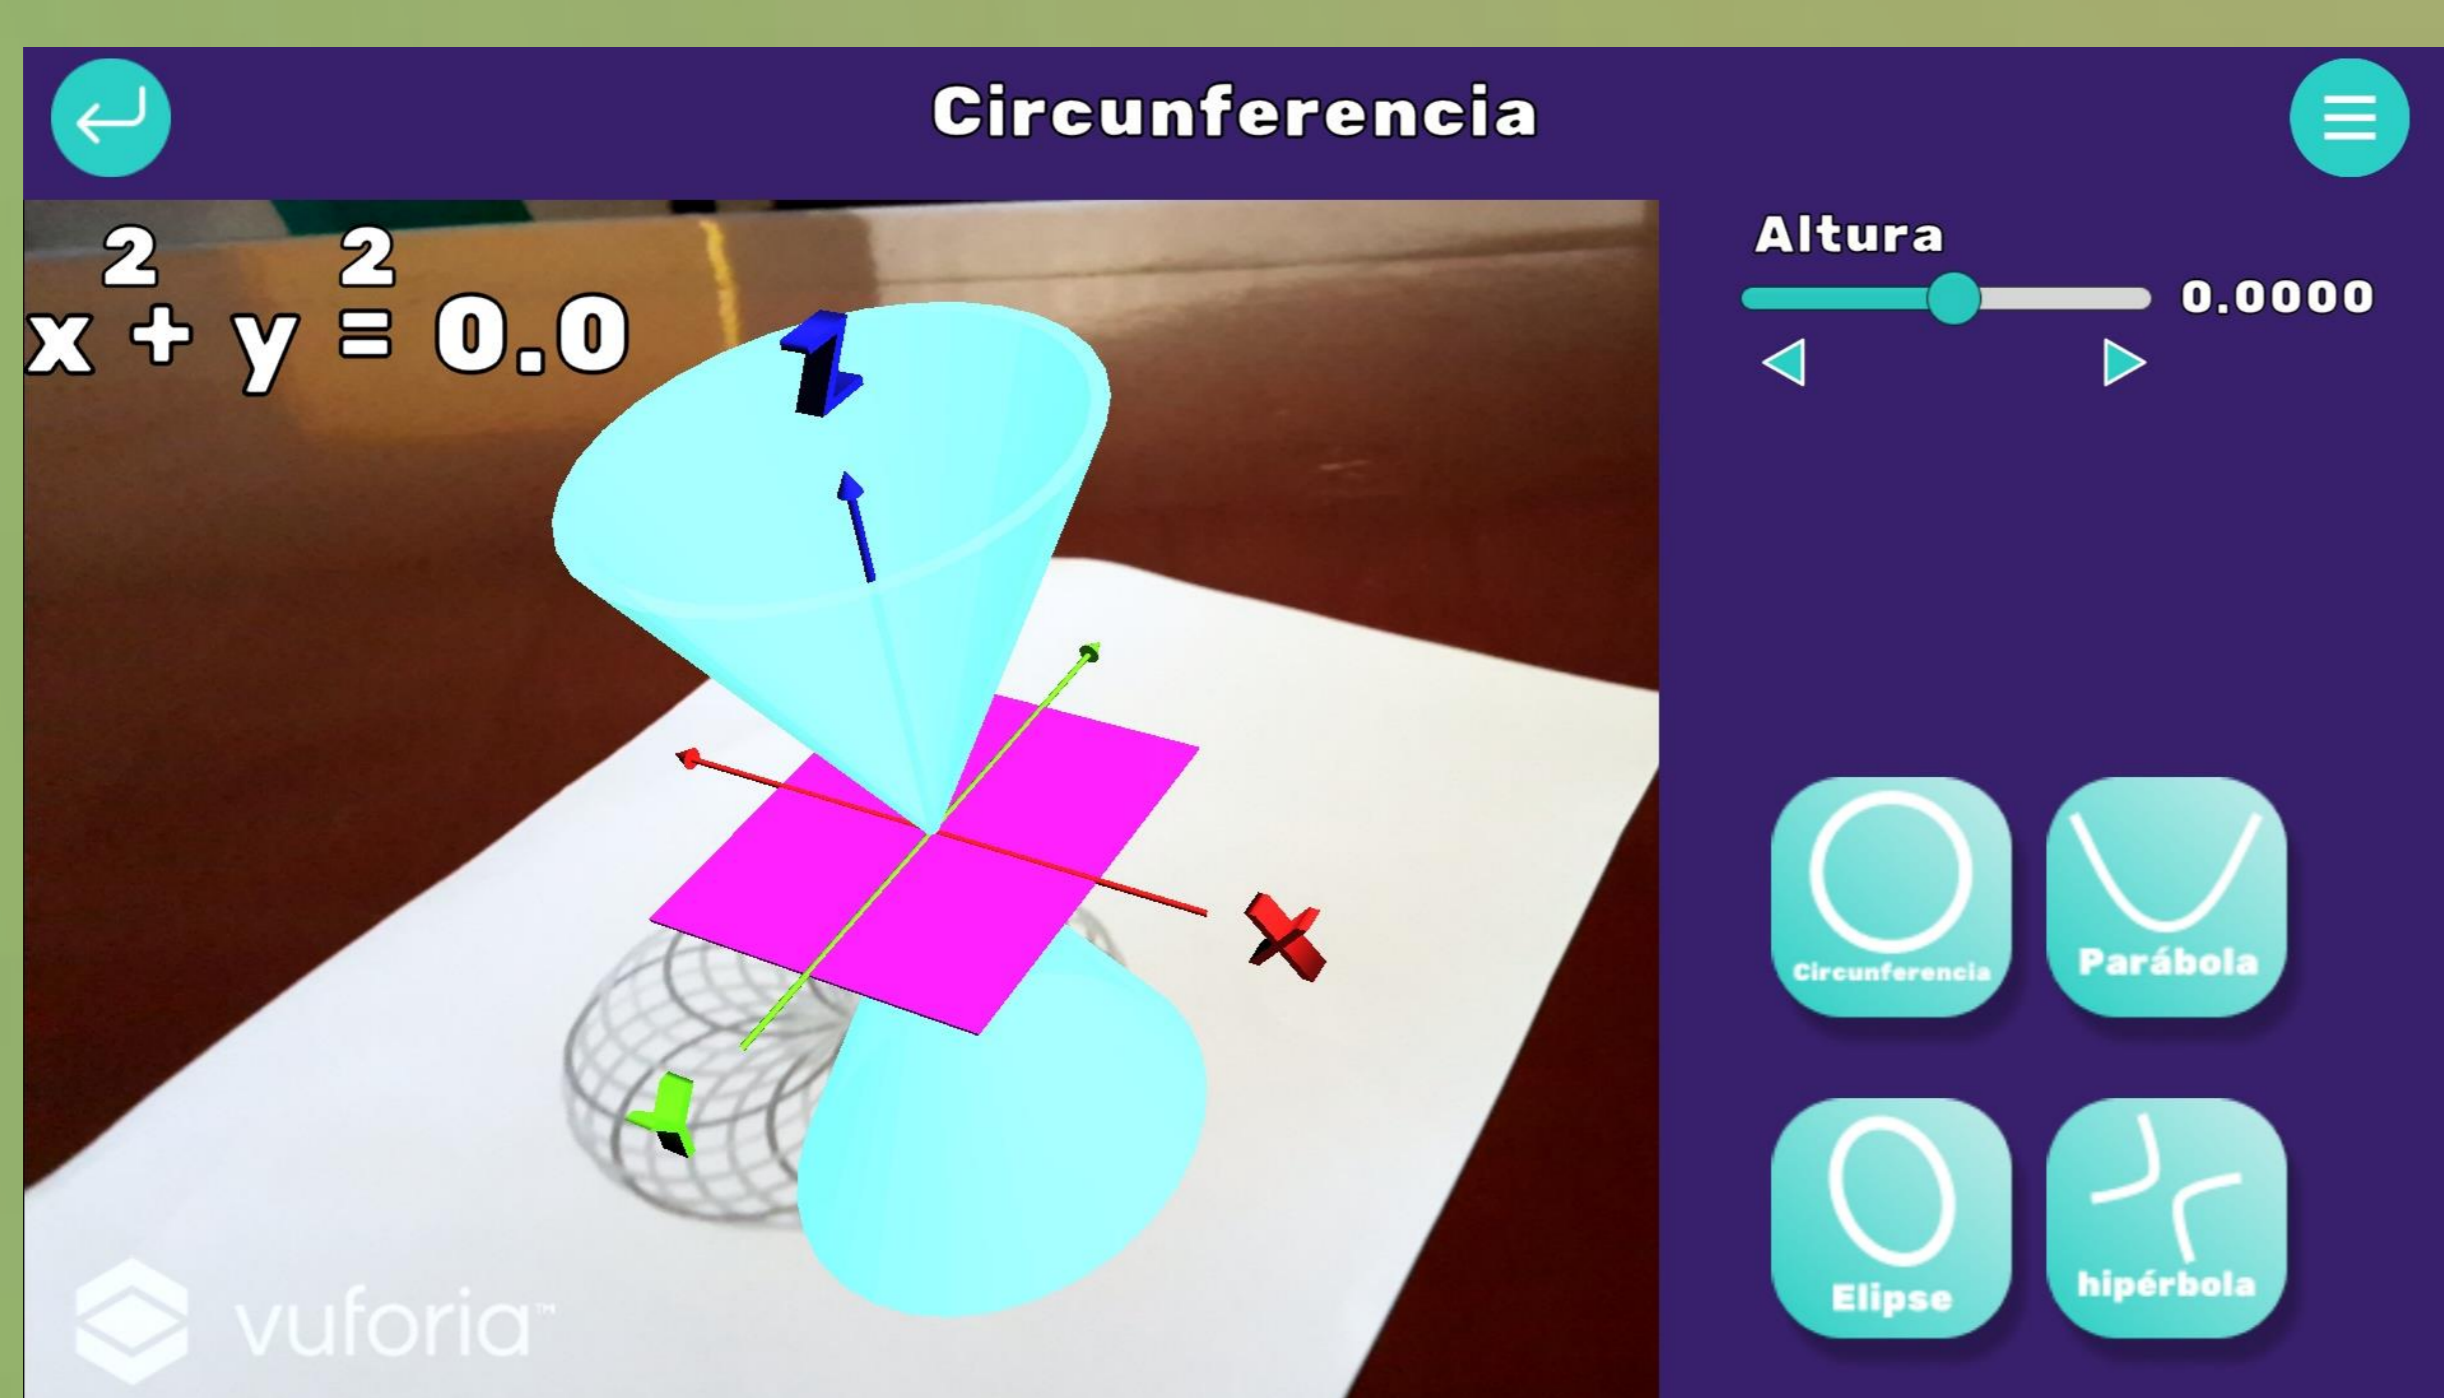 Circunferencia
x² + y² = 0.0
Altura
0.0000
Z
X
Y
Circunferencia
Parábola
Elipse
hipérbola
vuforia™